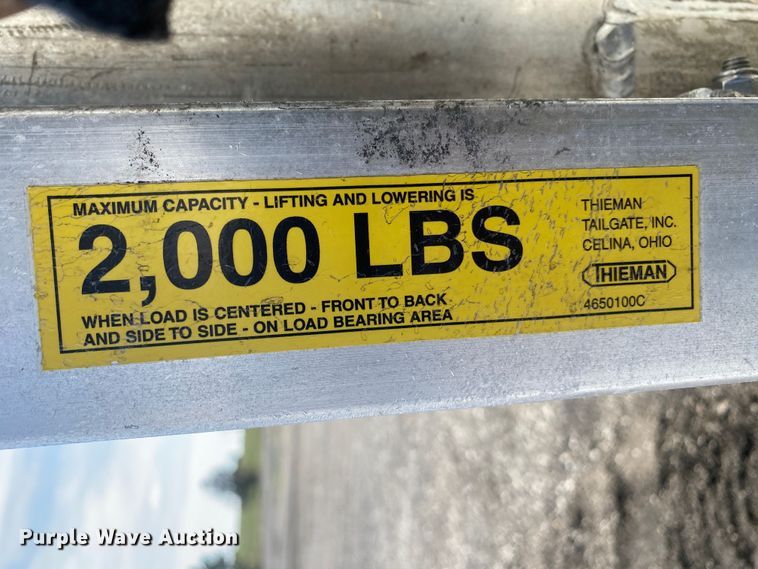 MAXIMUM CAPACITY - LIFTING AND LOWERING IS
2,000 LBS
WHEN LOAD IS CENTERED - FRONT TO BACK
AND SIDE TO SIDE - ON LOAD BEARING AREA
THIEMAN
TAILGATE, INC.
CELINA, OHIO
THIEMAN
4650100C
Purple Wave Auction